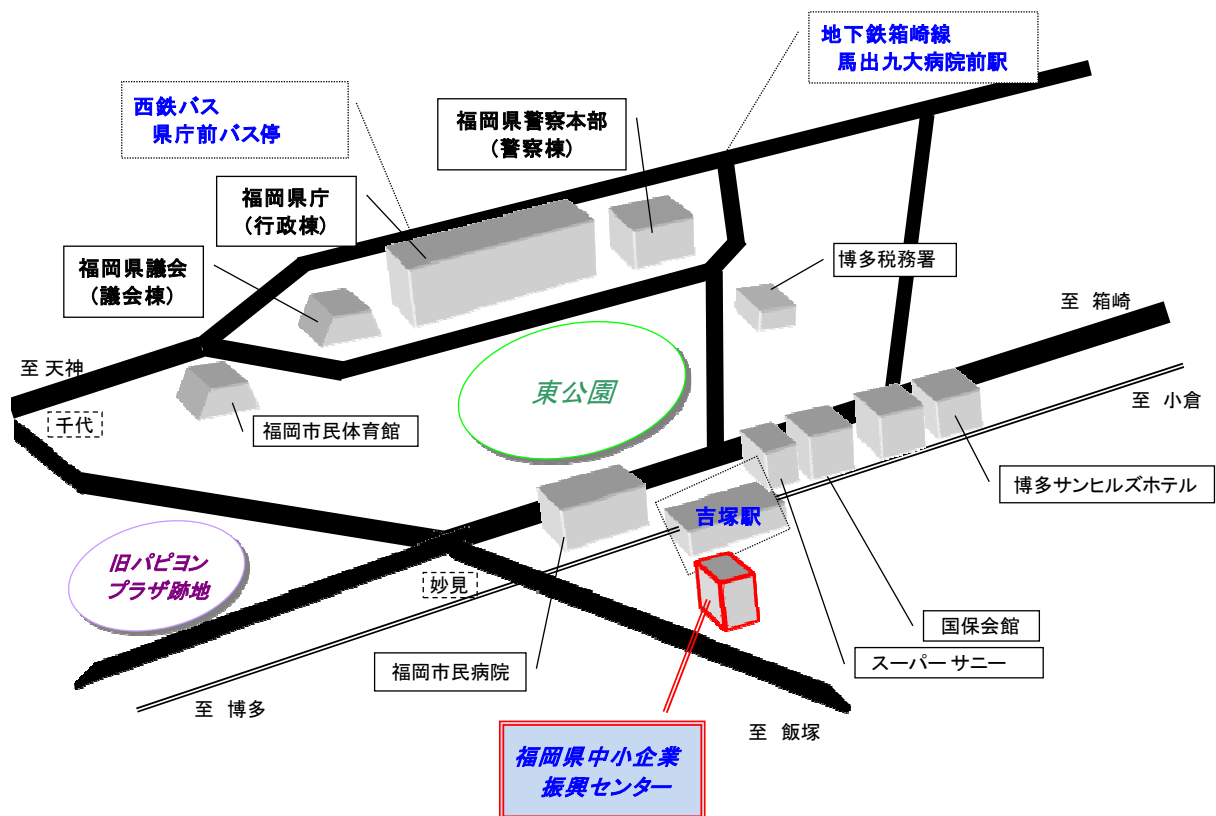 地下鉄箱崎線
馬出九大病院前駅
西鉄バス
県庁前バス停
福岡県警察本部
(警察棟)
福岡県庁
(行政棟)
福岡県議会
(議会棟)
博多税務署
至 箱崎
至 天神
東公園
至 小倉
千代
福岡市民体育館
博多サンヒルズホテル
吉塚駅
旧パピヨン
プラザ跡地
妙見
国保会館
スーパー サニー
福岡市民病院
至 博多
至 飯塚
福岡県中小企業
振興センター